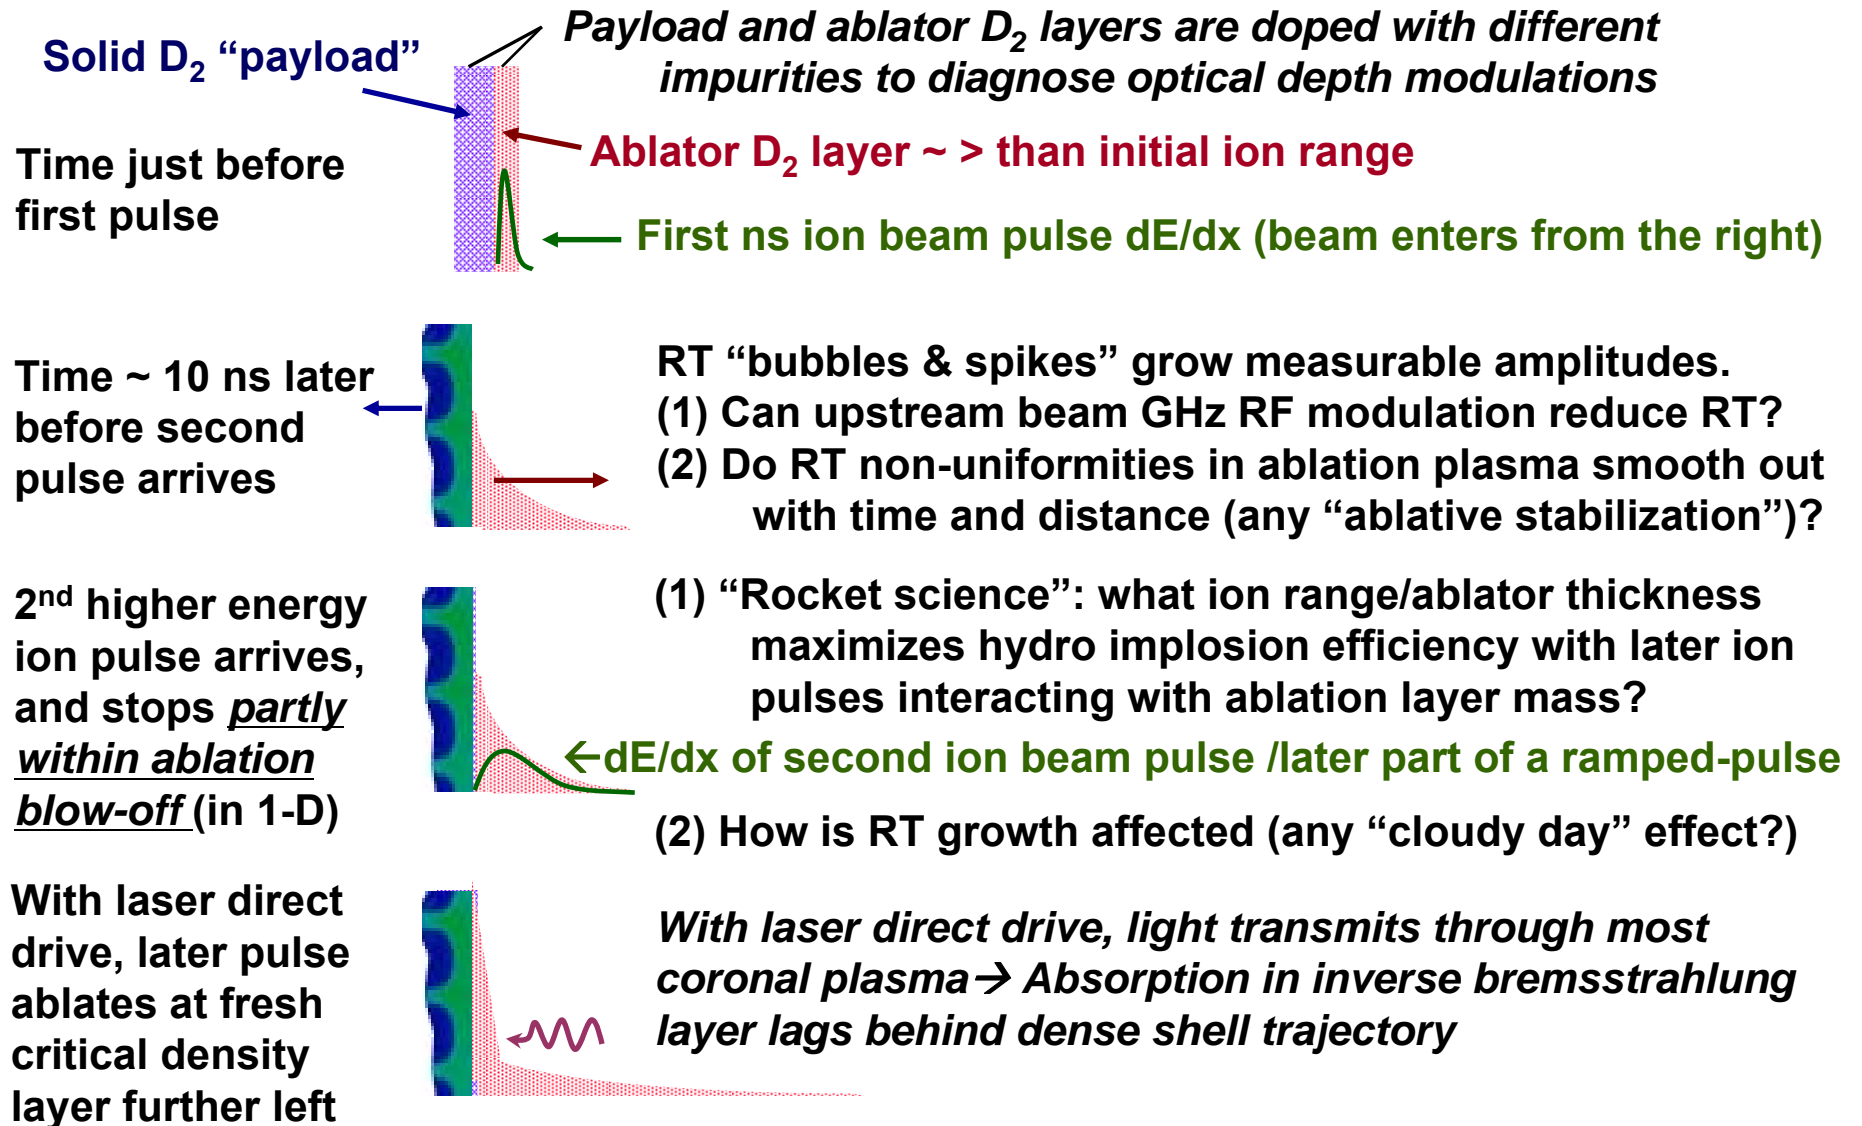 Solid D2 “payload”
Payload and ablator D2 layers are doped with different
impurities to diagnose optical depth modulations
Time just before
first pulse
Ablator D2 layer ~ > than initial ion range
First ns ion beam pulse dE/dx (beam enters from the right)
Time ~ 10 ns later
before second
pulse arrives
RT “bubbles & spikes” grow measurable amplitudes.
(1) Can upstream beam GHz RF modulation reduce RT?
(2) Do RT non-uniformities in ablation plasma smooth out
with time and distance (any “ablative stabilization”)?
2nd higher energy
ion pulse arrives,
and stops partly
within ablation
blow-off (in 1-D)
(1) “Rocket science”: what ion range/ablator thickness
maximizes hydro implosion efficiency with later ion
pulses interacting with ablation layer mass?
←dE/dx of second ion beam pulse /later part of a ramped-pulse
(2) How is RT growth affected (any “cloudy day” effect?)
With laser direct
drive, later pulse
ablates at fresh
critical density
layer further left
With laser direct drive, light transmits through most
coronal plasma→ Absorption in inverse bremsstrahlung
layer lags behind dense shell trajectory